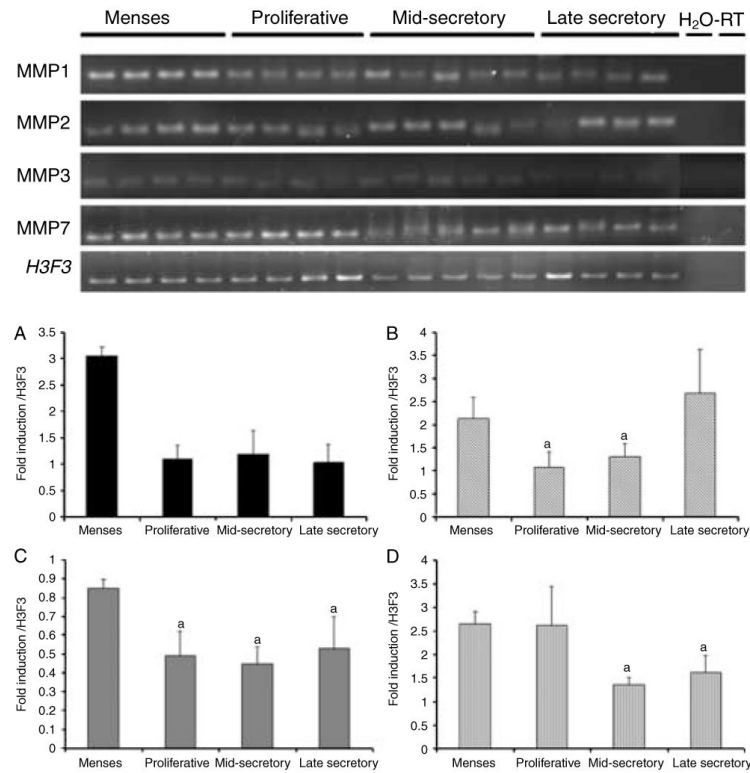 Menses Proliferative Mid-secretory Late secretory H₂O-RT
MMP1
MMP2
MMP3
MMP7
H3F3
A
Fold induction /H3F3
3.5
3
2.5
2
1.5
1
0.5
0
Menses Proliferative Mid-secretory Late secretory
B
Fold induction /H3F3
4
3.5
3
2.5
2
1.5
1
0.5
0
a a
Menses Proliferative Mid-secretory Late secretory
C
Fold induction /H3F3
1
0.9
0.8
0.7
0.6
0.5
0.4
0.3
0.2
0.1
0
a a a
Menses Proliferative Mid-secretory Late secretory
D
Fold induction /H3F3
4
3.5
2.5
2
1.5
1
0.5
0
a a
Menses Proliferative Mid-secretory Late secretory